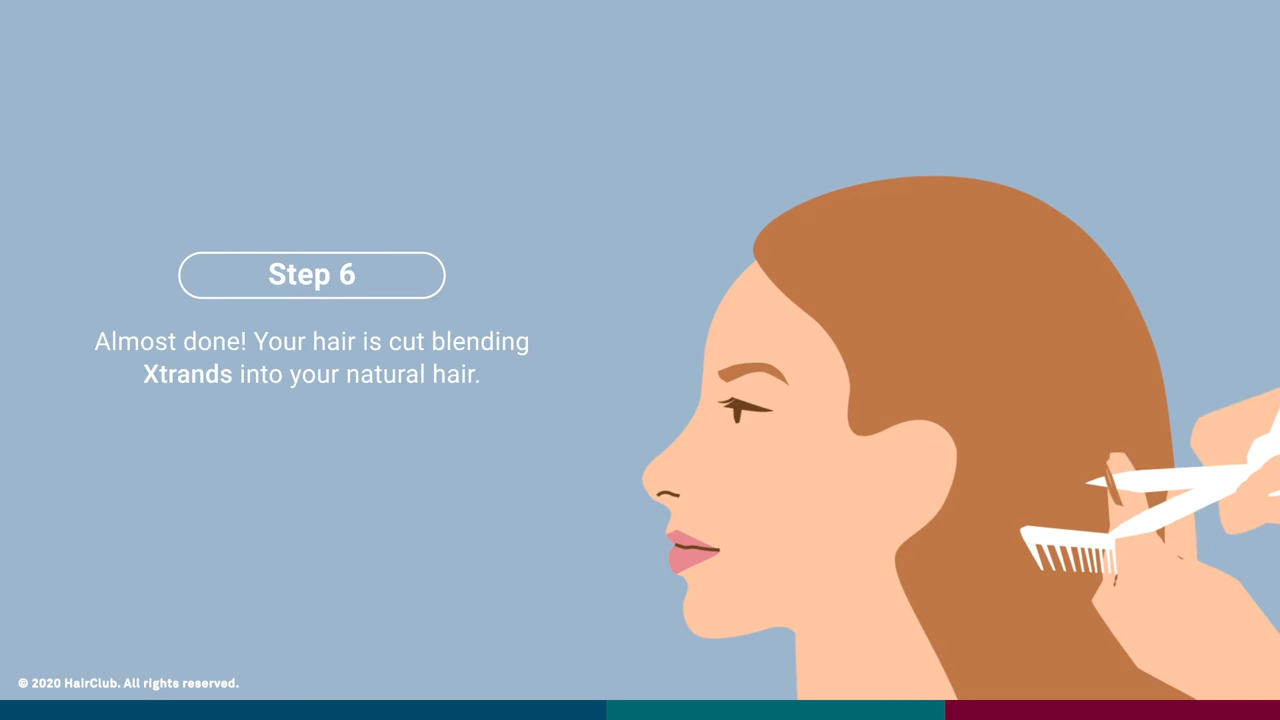 Step 6
Almost done! Your hair is cut blending
Xtrands into your natural hair.
© 2020 HairClub. All rights reserved.